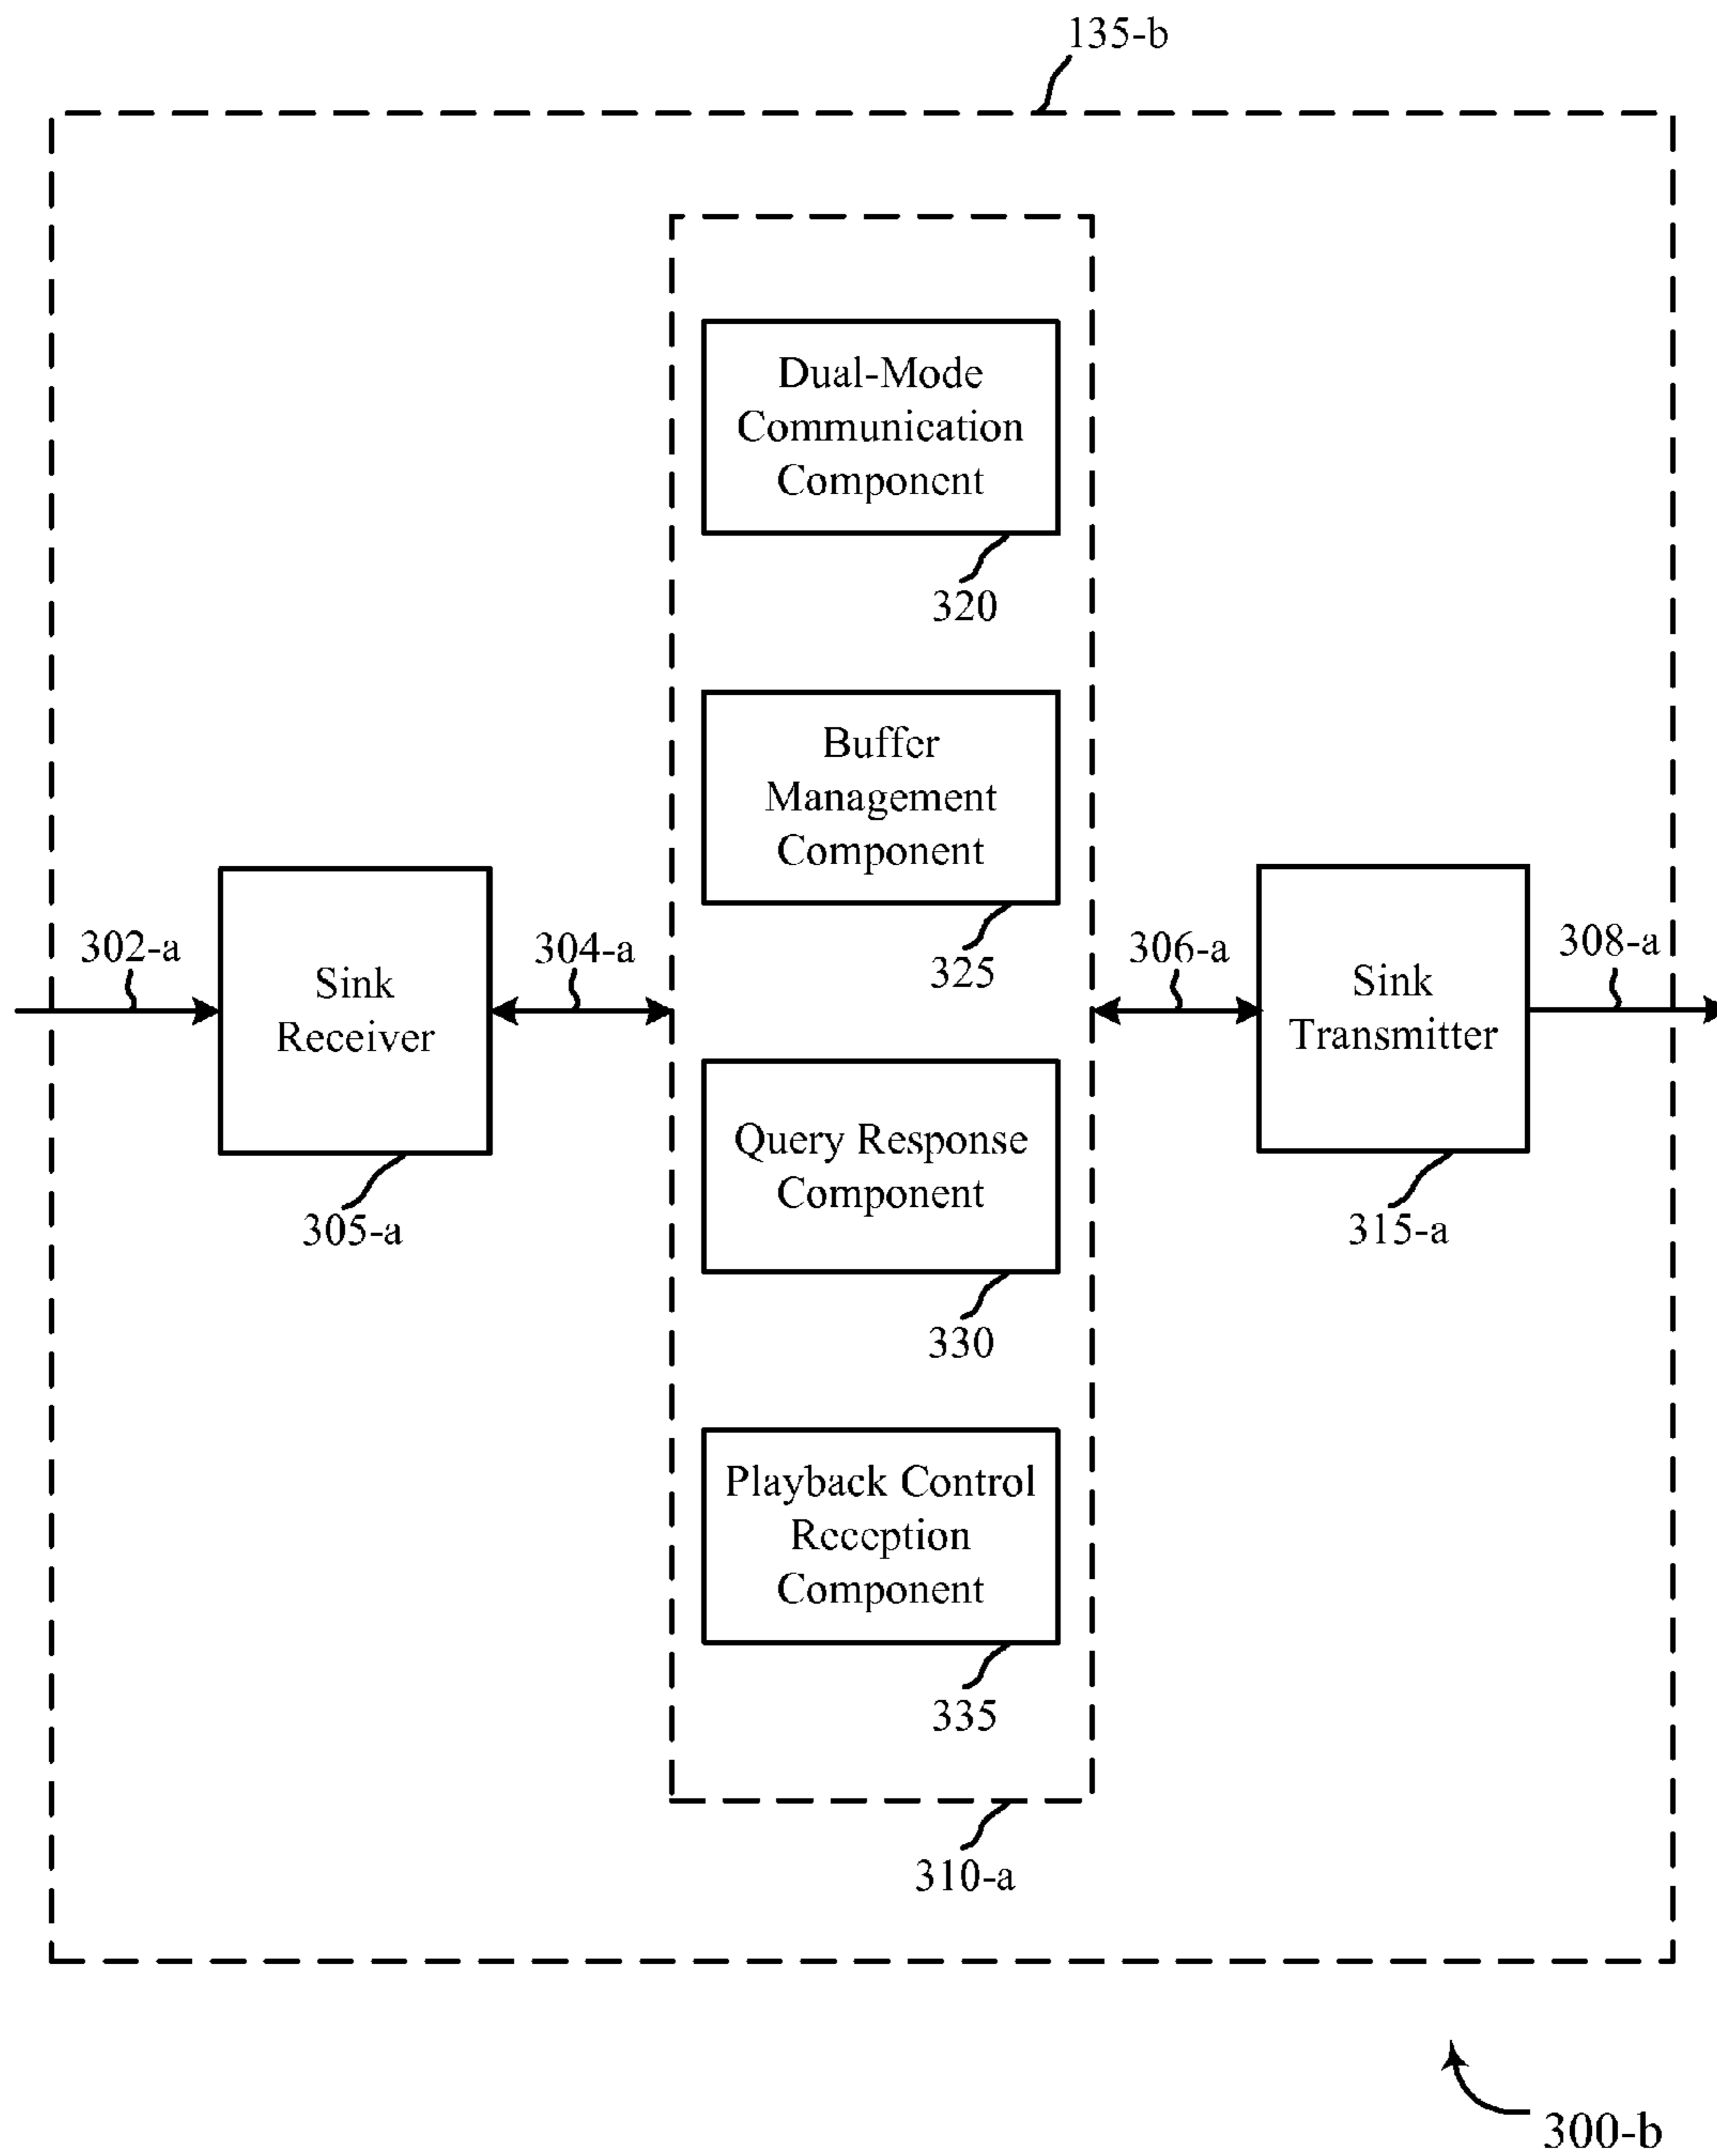 135-b
Dual-Mode
Communication
Component
320
Buffer
Management
Component
325
302-a
Sink
Receiver
305-a
304-a
306-a
Sink
Transmitter
315-a
308-a
Query Response
Component
330
Playback Control
Reception
Component
335
310-a
300-b